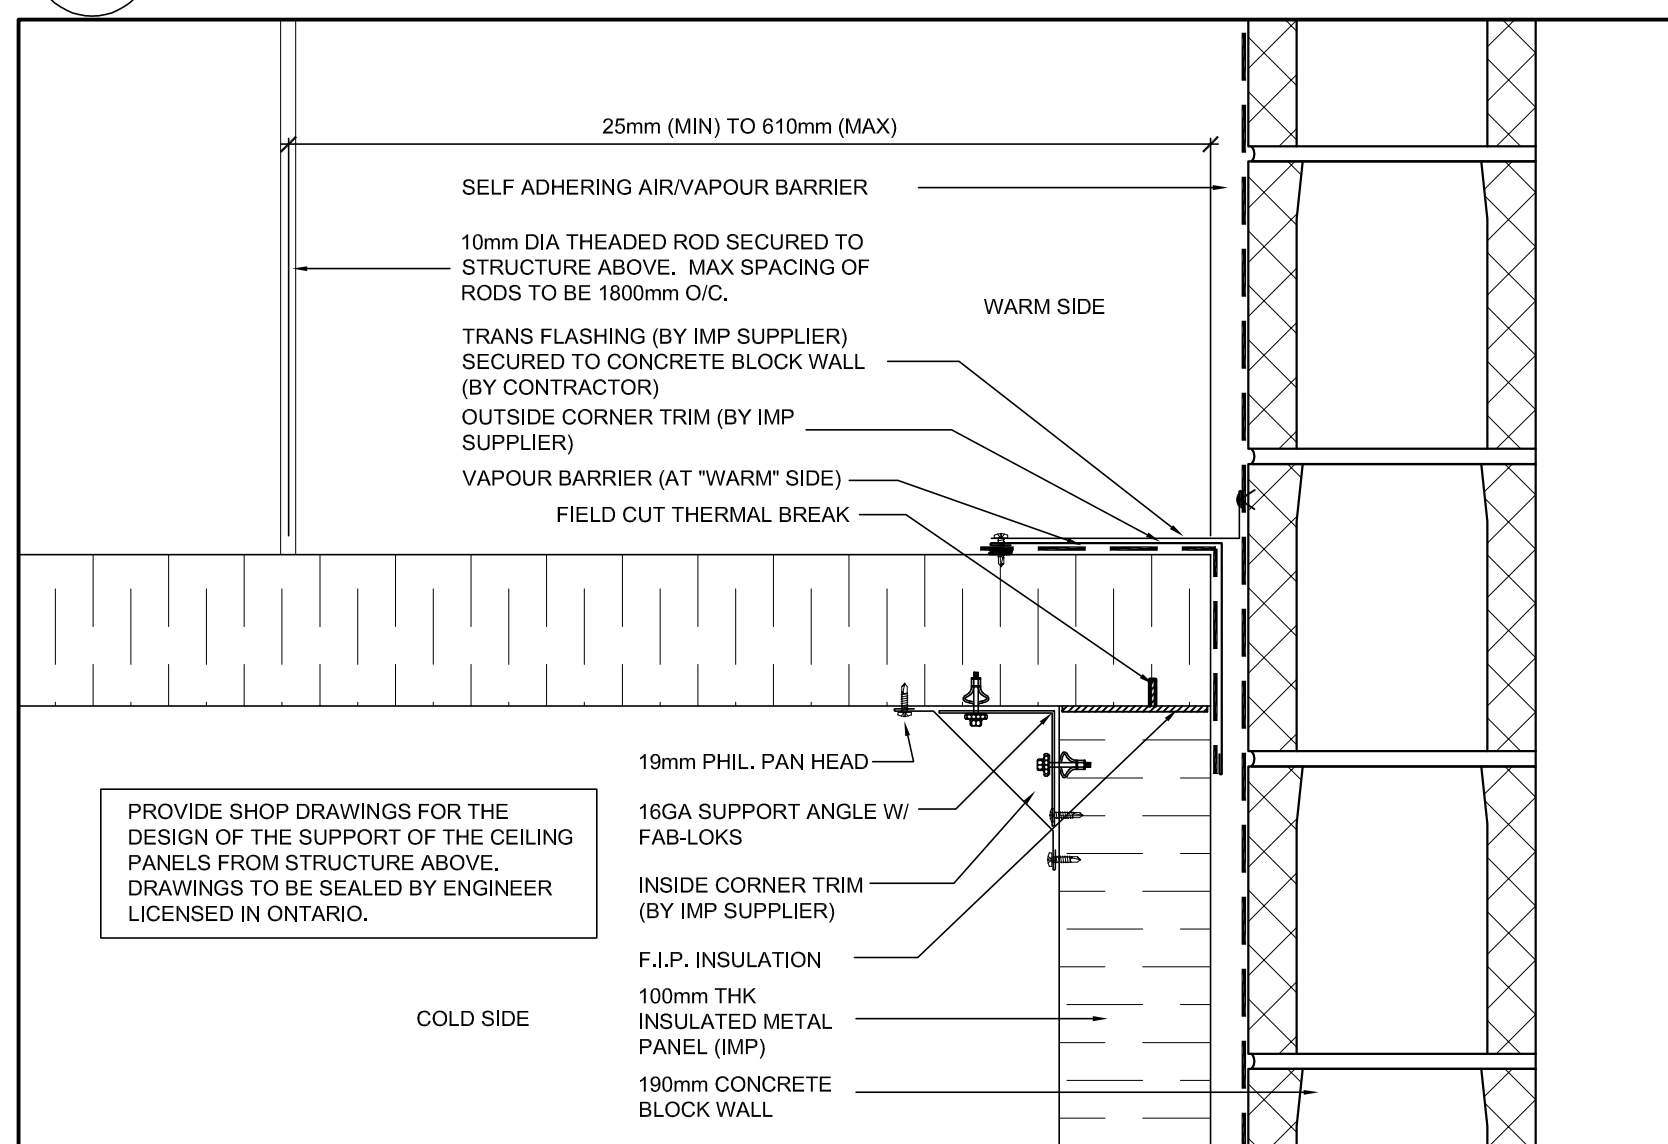 25mm (MIN) TO 610mm (MAX)
SELF ADHERING AIR/VAPOUR BARRIER
10mm DIA THEADED ROD SECURED TO
STRUCTURE ABOVE.  MAX SPACING OF
RODS TO BE 1800mm O/C.
WARM SIDE
TRANS FLASHING (BY IMP SUPPLIER)
SECURED TO CONCRETE BLOCK WALL
(BY CONTRACTOR)
OUTSIDE CORNER TRIM (BY IMP
SUPPLIER)
VAPOUR BARRIER (AT "WARM" SIDE)
FIELD CUT THERMAL BREAK
19mm PHIL. PAN HEAD
16GA SUPPORT ANGLE W/
FAB-LOKS
PROVIDE SHOP DRAWINGS FOR THE
DESIGN OF THE SUPPORT OF THE CEILING
PANELS FROM STRUCTURE ABOVE.
DRAWINGS TO BE SEALED BY ENGINEER
LICENSED IN ONTARIO.
INSIDE CORNER TRIM
(BY IMP SUPPLIER)
F.I.P. INSULATION
COLD SIDE
100mm THK
INSULATED METAL
PANEL (IMP)
190mm CONCRETE
BLOCK WALL